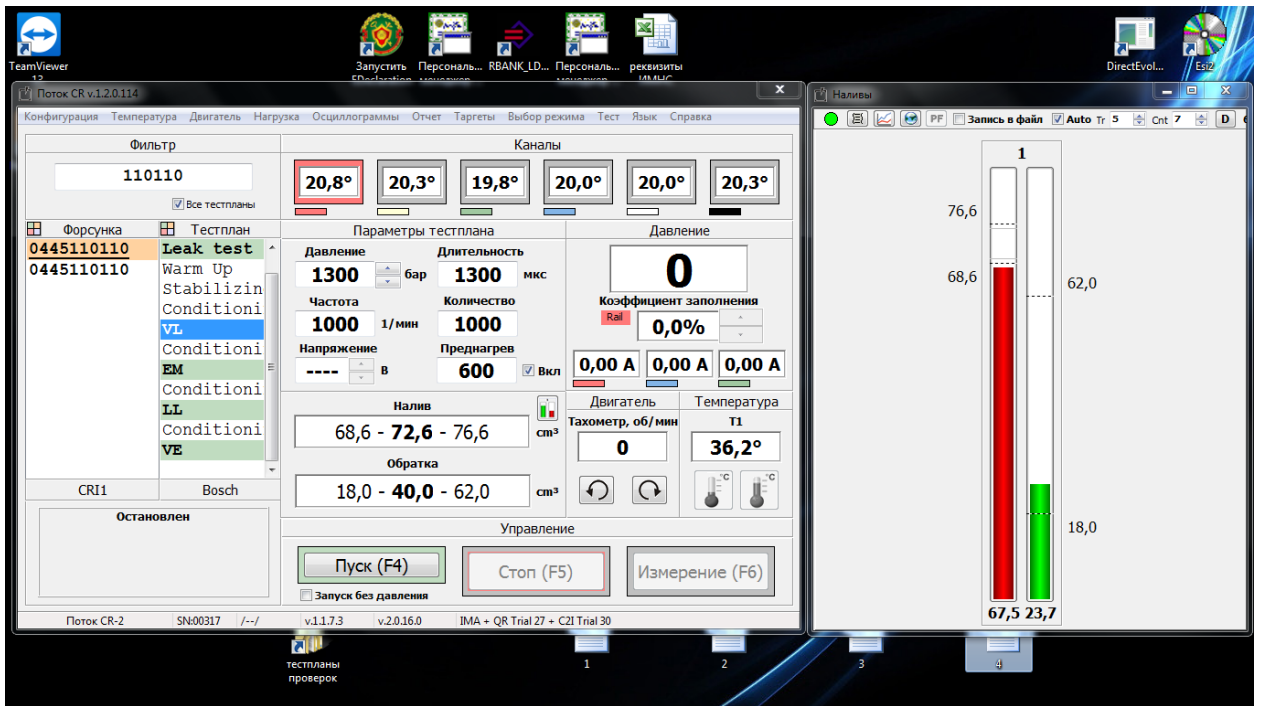 TeamViewer
13
Запустить
EDeclaration
Персональ...
менеджер
RBANK_LD...
Персональ...
менеджер
реквизиты
ИМНС
DirectEvol...
Esi2
Поток CR v.1.2.0.114
x
Конфигурация Температура Двигатель Нагрузка Осциллограммы Отчет Таргеты Выбор режима Тест Язык Справка
Фильтр
110110
Все тестпланы
Форсунка
Тестплан
0445110110
0445110110
Leak test
Warm Up
Stabilizin
Conditioni
VL
Conditioni
EM
Conditioni
LL
Conditioni
VE
CRI1
Bosch
Остановлен
Каналы
20,8° 20,3° 19,8° 20,0° 20,0° 20,3°
Параметры тестплана
Давление
Длительность
1300 бар 1300 мкс
Частота
Количество
1000 1/мин 1000
Напряжение
Преднагрев
---- В 600 Вкл
Давление
0
Коэффициент заполнения
Rail
0,0%
0,00 A 0,00 A 0,00 A
Налив
68,6 - 72,6 - 76,6 cm³
Обратка
18,0 - 40,0 - 62,0 cm³
Двигатель
Тахометр, об/мин
0
Температура
T1
36,2°
°C
°C
Управление
Пуск (F4)
Стоп (F5)
Измерение (F6)
Запуск без давления
Поток CR-2 SN:00317 /--/ v.1.1.7.3 v.2.0.16.0 IMA + QR Trial 27 + C2I Trial 30
Наливы
PF Запись в файл Auto Tr 5 Cnt 7 D
1
76,6
68,6
62,0
18,0
67,5 23,7
тестпланы
проверок
1
2
3
4